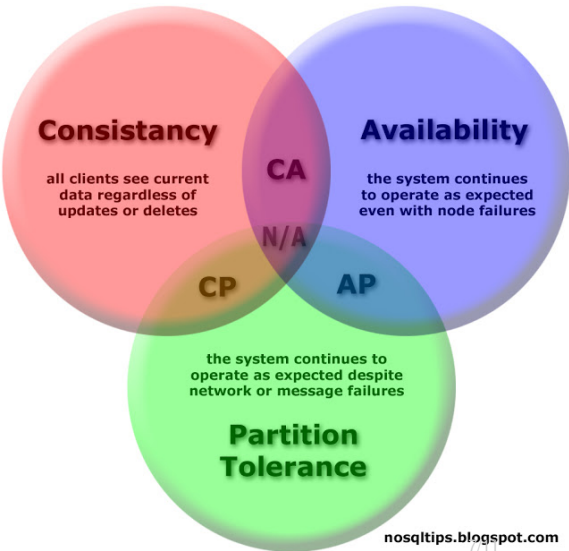 Consistancy
all clients see current
data regardless of
updates or deletes
Availability
the system continues
to operate as expected
even with node failures
CA
N/A
CP
AP
the system continues to
operate as expected despite
network or message failures
Partition
Tolerance
nosqltips.blogspot.com
7/11